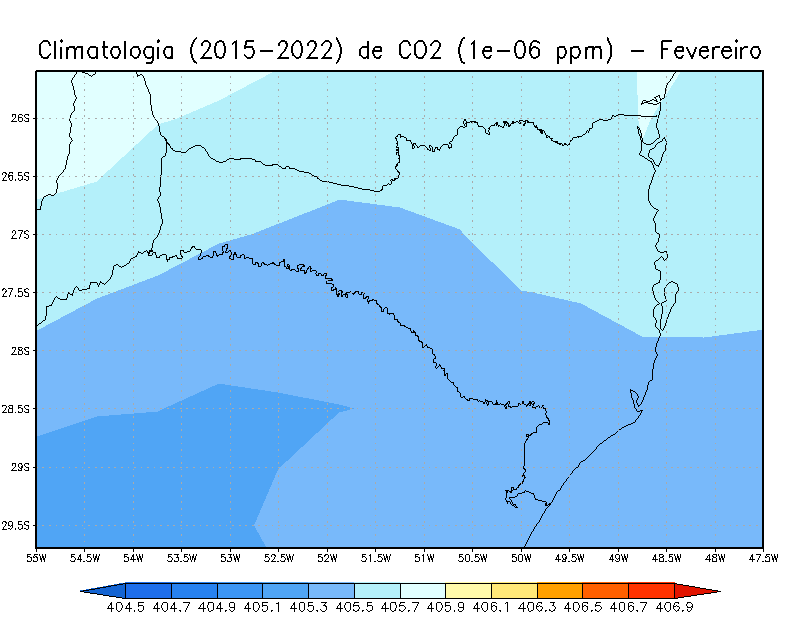 Climatologia (2015-2022) de CO2 (1e-06 ppm) - Fevereiro
26S
26.5S
27S
27.5S
28S
28.5S
29S
29.5S
55W 54.5W 54W 53.5W 53W 52.5W 52W 51.5W 51W 50.5W 50W 49.5W 49W 48.5W 48W 47.5W
404.5 404.7 404.9 405.1 405.3 405.5 405.7 405.9 406.1 406.3 406.5 406.7 406.9